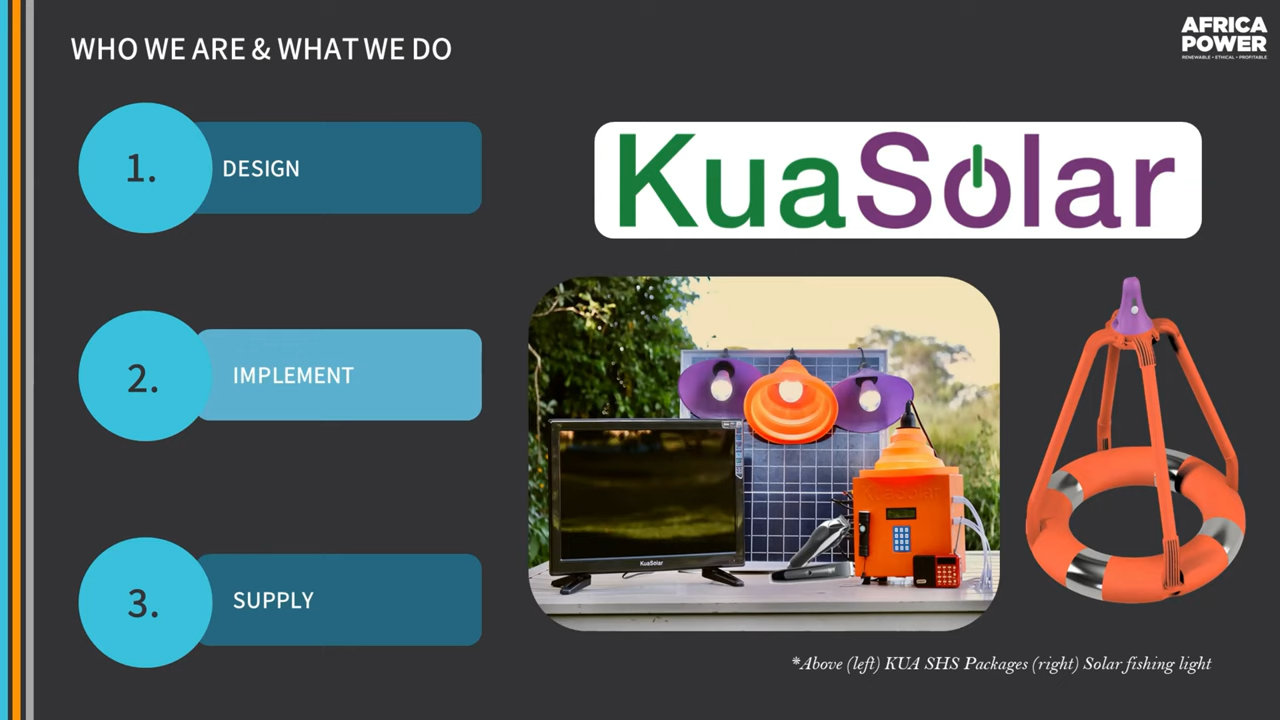 WHO WE ARE & WHAT WE DO
AFRICA
POWER
RENEWABLE • ETHICAL • PROFITABLE
1.
DESIGN
KuaSolar
2.
IMPLEMENT
KuaSolar
KuaSolar
3.
SUPPLY
*Above (left) KUA SHS Packages (right) Solar fishing light